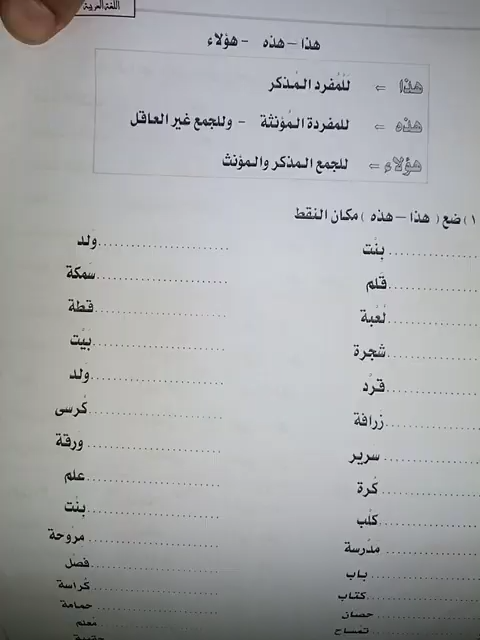 اللغة العربية
هذا - هذه - هؤلاء
هذا ⇐ للمفرد المذكر
هذه ⇐ للمفردة المؤنثة - وللجمع غير العاقل
هؤلاء ⇐ للجمع المذكر والمؤنث
١) ضع ( هذا - هذه ) مكان النقط
.................... بنت .................... ولد
.................... قلم .................... سمكة
.................... لعبة .................... قطة
.................... شجرة .................... بيت
.................... قرد .................... ولد
.................... زرافة .................... كرسى
.................... سرير .................... ورقة
.................... كرة .................... علم
.................... كلب .................... بنت
.................... مدرسة .................... مروحة
.................... باب .................... فصل
.................... كتاب .................... كراسة
.................... حصان .................... حمامة
.................... تمساح .................... معلم